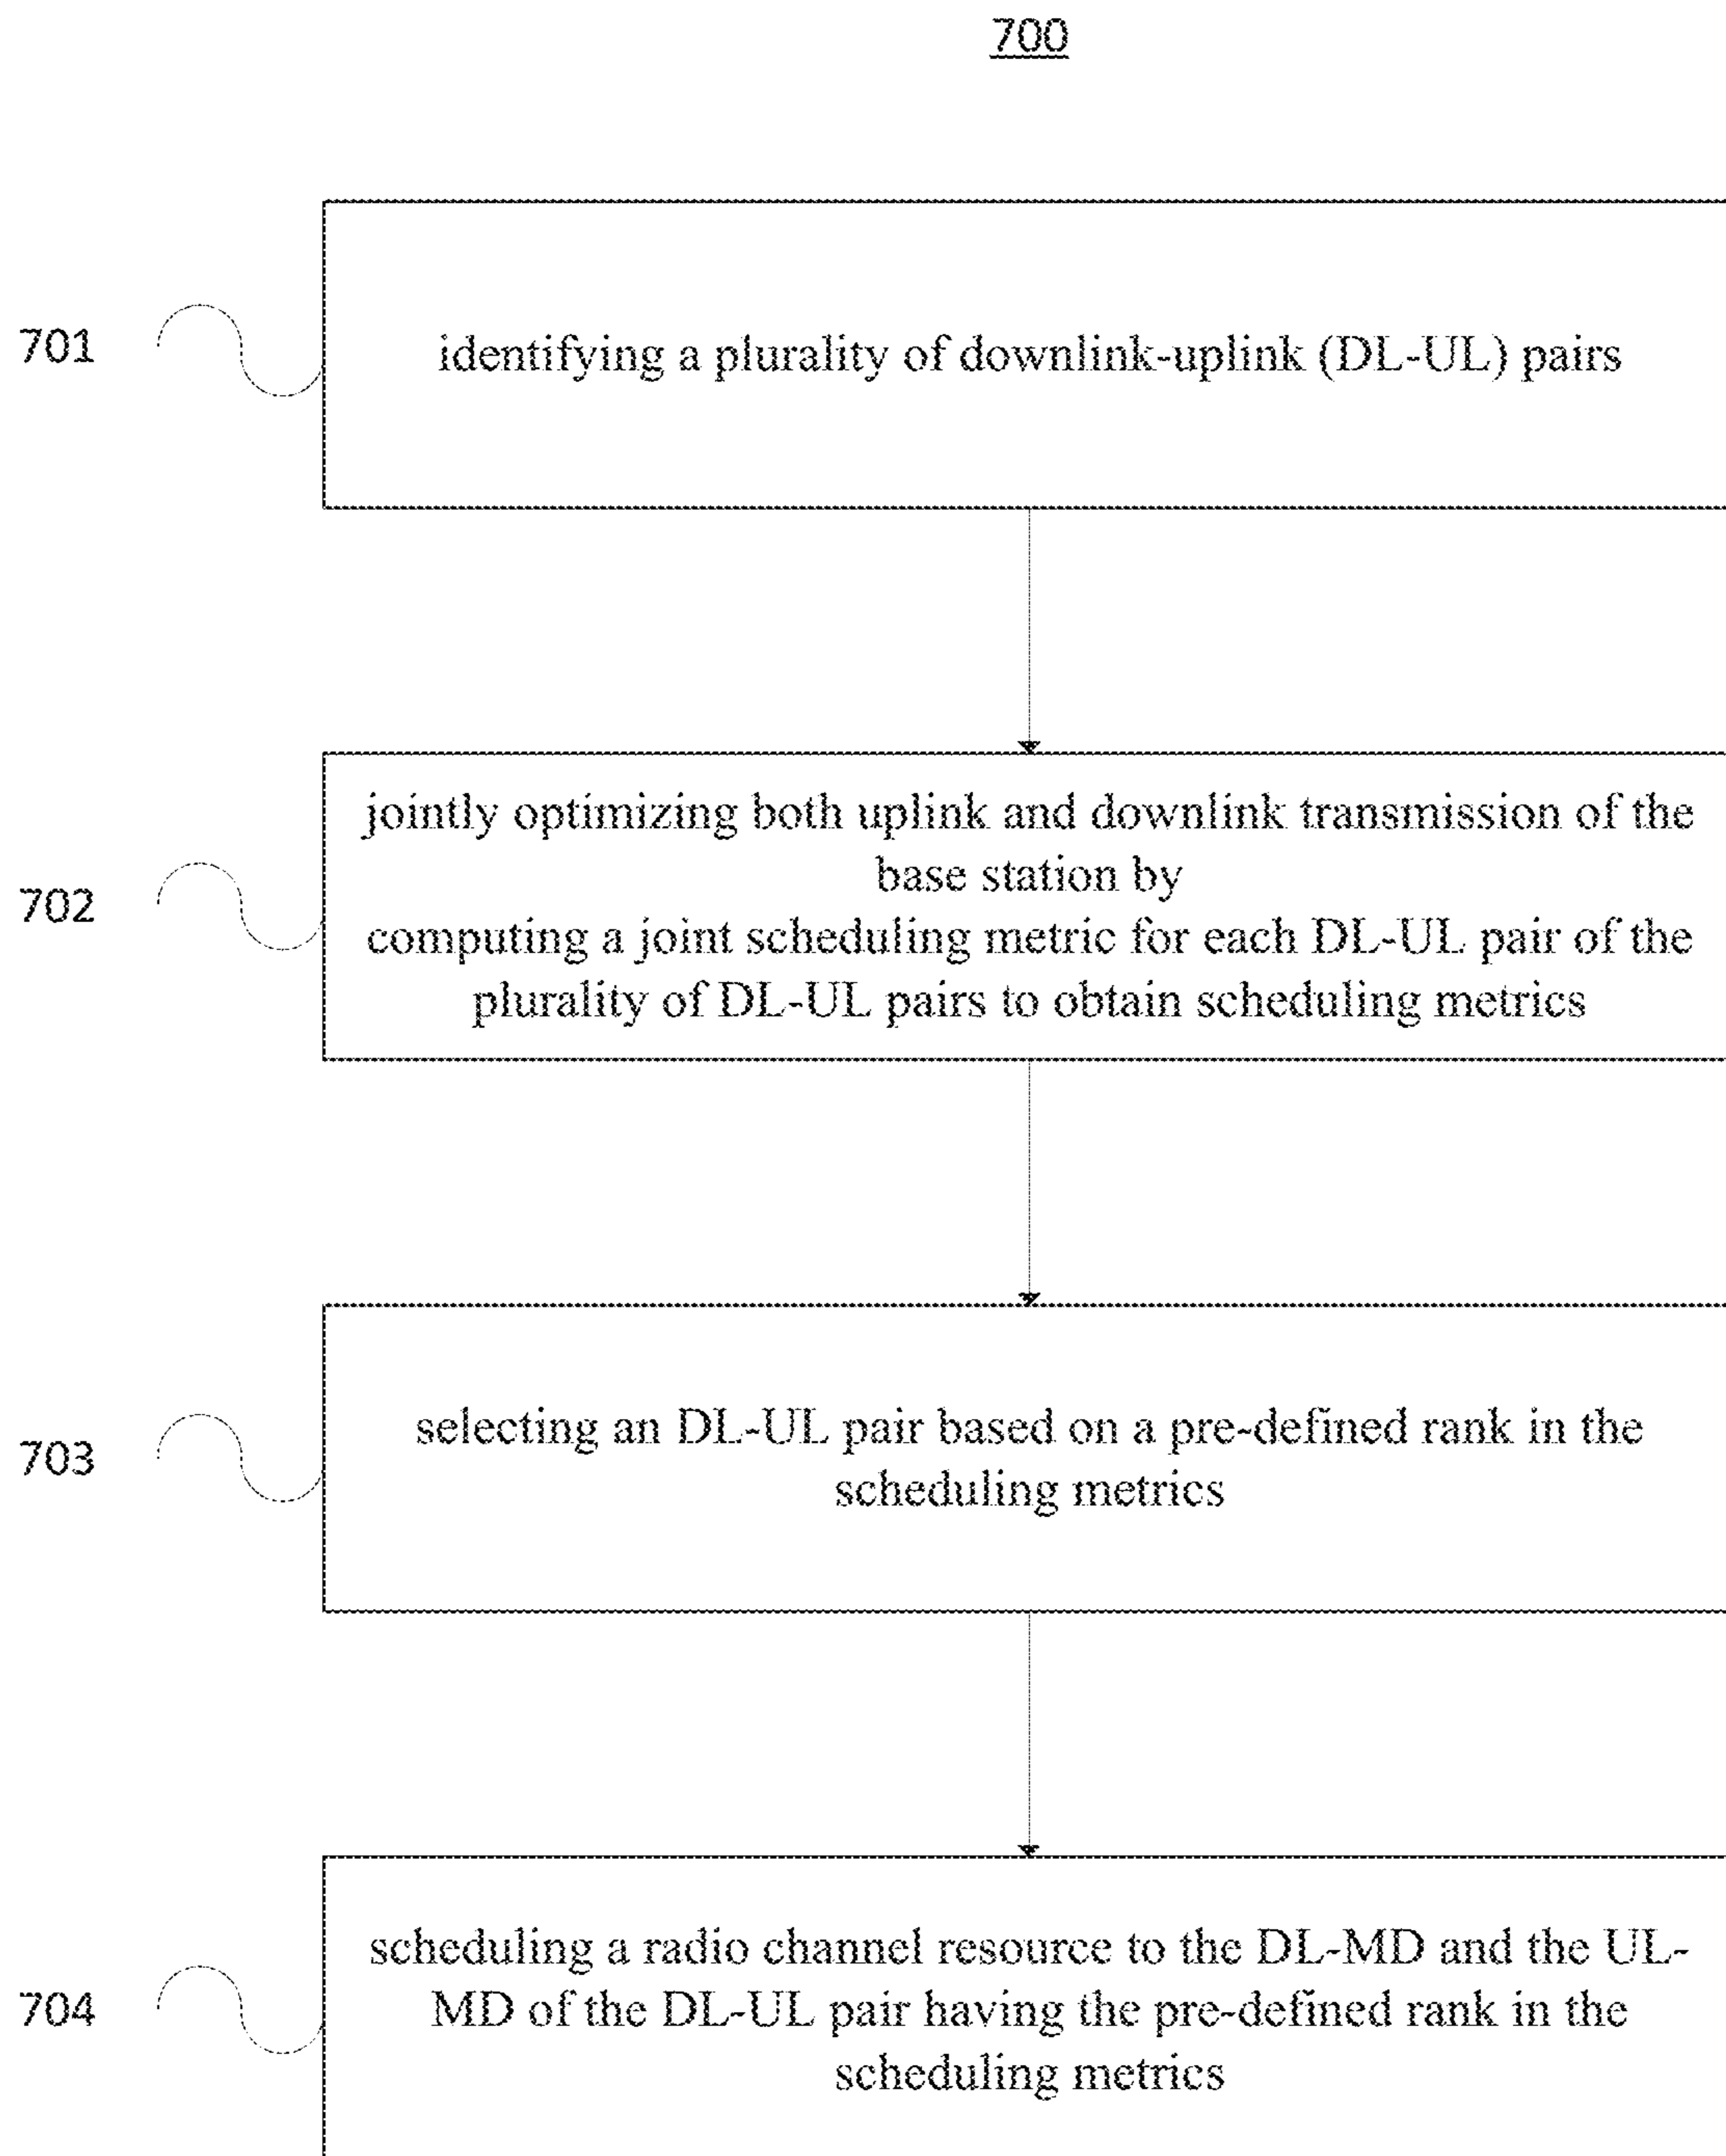 700
701
identifying a plurality of downlink-uplink (DL-UL) pairs
702
jointly optimizing both uplink and downlink transmission of the
base station by
computing a joint scheduling metric for each DL-UL pair of the
plurality of DL-UL pairs to obtain scheduling metrics
703
selecting an DL-UL pair based on a pre-defined rank in the
scheduling metrics
704
scheduling a radio channel resource to the DL-MD and the UL-
MD of the DL-UL pair having the pre-defined rank in the
scheduling metrics